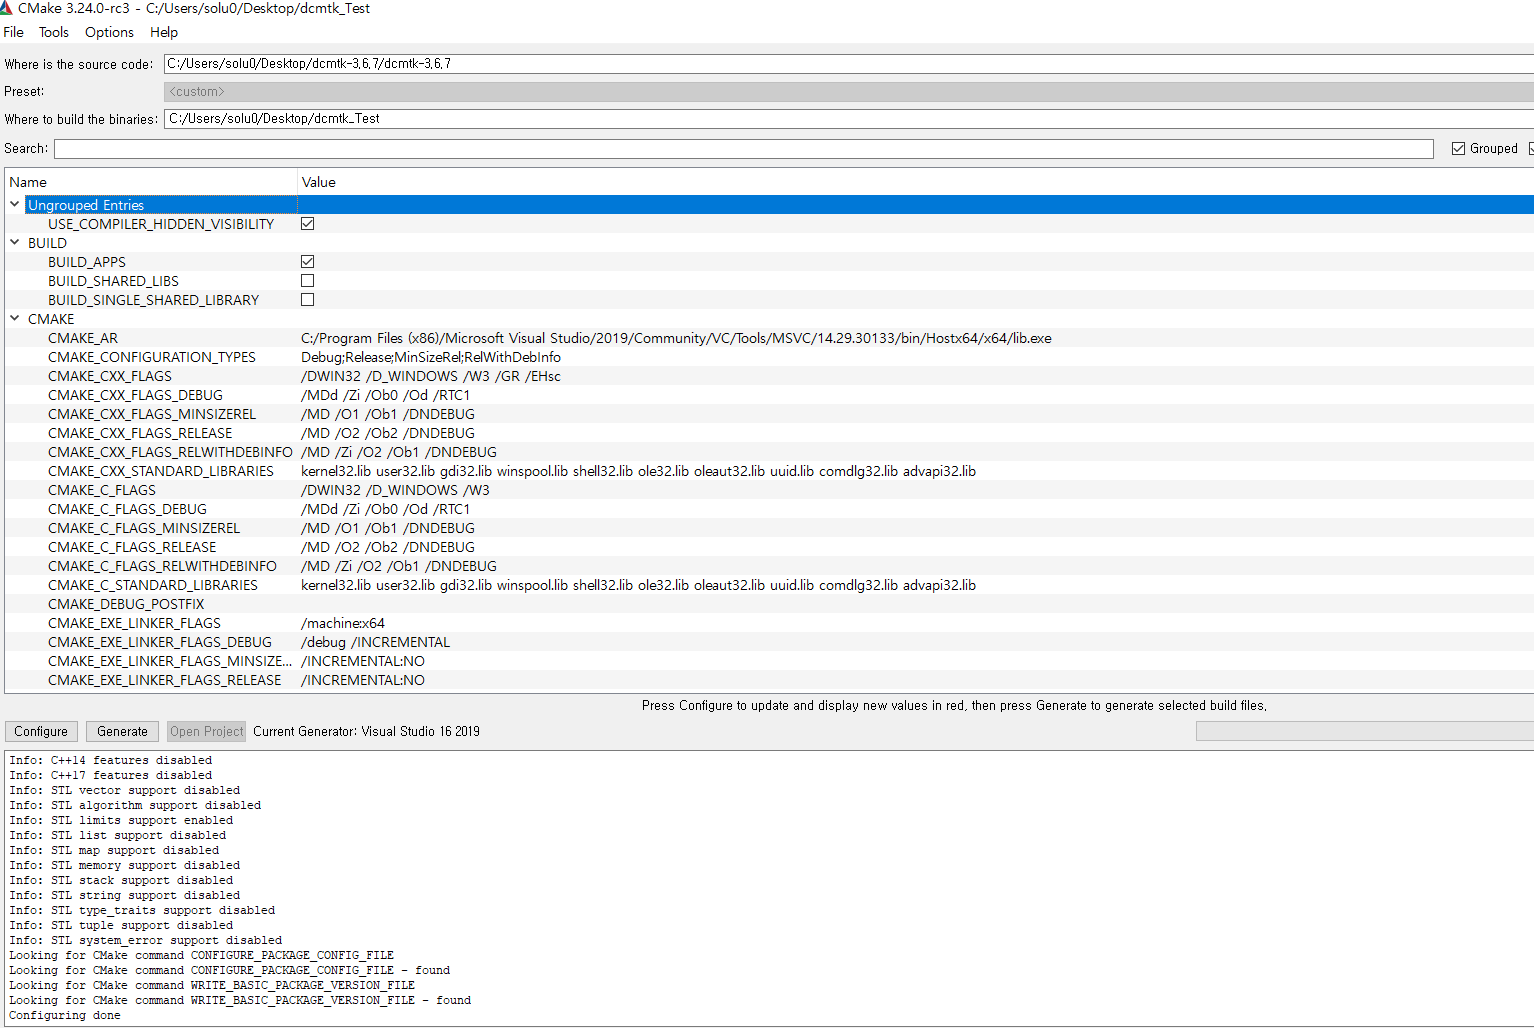 CMake 3.24.0-rc3 - C:/Users/solu0/Desktop/dcmtk_Test
File Tools Options Help
Where is the source code: C:/Users/solu0/Desktop/dcmtk-3.6.7/dcmtk-3.6.7
Preset: <custom>
Where to build the binaries: C:/Users/solu0/Desktop/dcmtk_Test
Search: Grouped
Name Value
Ungrouped Entries
USE_COMPILER_HIDDEN_VISIBILITY
BUILD
BUILD_APPS
BUILD_SHARED_LIBS
BUILD_SINGLE_SHARED_LIBRARY
CMAKE
CMAKE_AR C:/Program Files (x86)/Microsoft Visual Studio/2019/Community/VC/Tools/MSVC/14.29.30133/bin/Hostx64/x64/lib.exe
CMAKE_CONFIGURATION_TYPES Debug;Release;MinSizeRel;RelWithDebInfo
CMAKE_CXX_FLAGS /DWIN32 /D_WINDOWS /W3 /GR /EHsc
CMAKE_CXX_FLAGS_DEBUG /MDd /Zi /Ob0 /Od /RTC1
CMAKE_CXX_FLAGS_MINSIZEREL /MD /O1 /Ob1 /DNDEBUG
CMAKE_CXX_FLAGS_RELEASE /MD /O2 /Ob2 /DNDEBUG
CMAKE_CXX_FLAGS_RELWITHDEBINFO /MD /Zi /O2 /Ob1 /DNDEBUG
CMAKE_CXX_STANDARD_LIBRARIES kernel32.lib user32.lib gdi32.lib winspool.lib shell32.lib ole32.lib oleaut32.lib uuid.lib comdlg32.lib advapi32.lib
CMAKE_C_FLAGS /DWIN32 /D_WINDOWS /W3
CMAKE_C_FLAGS_DEBUG /MDd /Zi /Ob0 /Od /RTC1
CMAKE_C_FLAGS_MINSIZEREL /MD /O1 /Ob1 /DNDEBUG
CMAKE_C_FLAGS_RELEASE /MD /O2 /Ob2 /DNDEBUG
CMAKE_C_FLAGS_RELWITHDEBINFO /MD /Zi /O2 /Ob1 /DNDEBUG
CMAKE_C_STANDARD_LIBRARIES kernel32.lib user32.lib gdi32.lib winspool.lib shell32.lib ole32.lib oleaut32.lib uuid.lib comdlg32.lib advapi32.lib
CMAKE_DEBUG_POSTFIX
CMAKE_EXE_LINKER_FLAGS /machine:x64
CMAKE_EXE_LINKER_FLAGS_DEBUG /debug /INCREMENTAL
CMAKE_EXE_LINKER_FLAGS_MINSIZE... /INCREMENTAL:NO
CMAKE_EXE_LINKER_FLAGS_RELEASE /INCREMENTAL:NO
Press Configure to update and display new values in red, then press Generate to generate selected build files.
Configure Generate Open Project Current Generator: Visual Studio 16 2019
Info: C++14 features disabled
Info: C++17 features disabled
Info: STL vector support disabled
Info: STL algorithm support disabled
Info: STL limits support enabled
Info: STL list support disabled
Info: STL map support disabled
Info: STL memory support disabled
Info: STL stack support disabled
Info: STL string support disabled
Info: STL type_traits support disabled
Info: STL tuple support disabled
Info: STL system_error support disabled
Looking for CMake command CONFIGURE_PACKAGE_CONFIG_FILE
Looking for CMake command CONFIGURE_PACKAGE_CONFIG_FILE - found
Looking for CMake command WRITE_BASIC_PACKAGE_VERSION_FILE
Looking for CMake command WRITE_BASIC_PACKAGE_VERSION_FILE - found
Configuring done